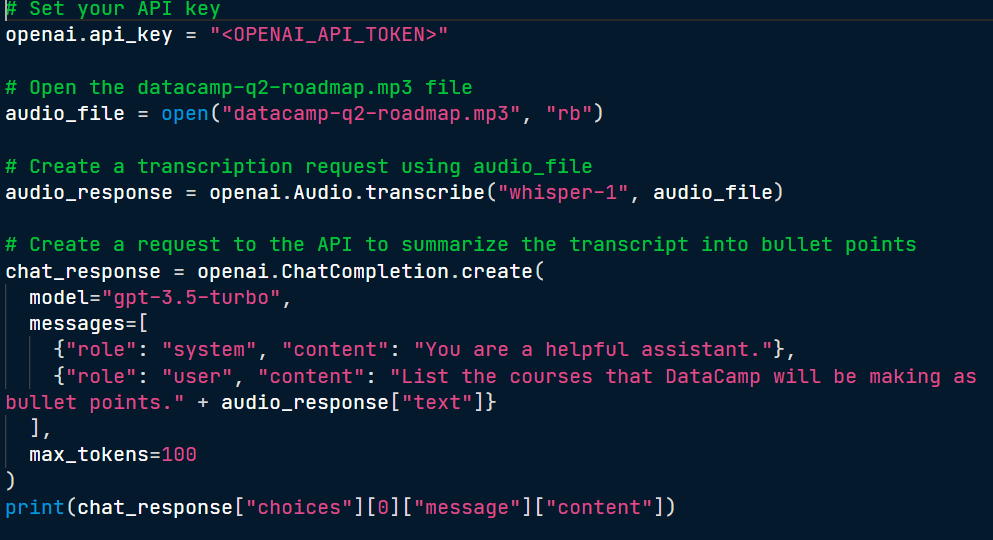 # Set your API key
openai.api_key = "<OPENAI_API_TOKEN>"
# Open the datacamp-q2-roadmap.mp3 file
audio_file = open("datacamp-q2-roadmap.mp3", "rb")
# Create a transcription request using audio_file
audio_response = openai.Audio.transcribe("whisper-1", audio_file)
# Create a request to the API to summarize the transcript into bullet points
chat_response = openai.ChatCompletion.create(
  model="gpt-3.5-turbo",
  messages=[
    {"role": "system", "content": "You are a helpful assistant."},
    {"role": "user", "content": "List the courses that DataCamp will be making as
bullet points." + audio_response["text"]}
  ],
  max_tokens=100
)
print(chat_response["choices"][0]["message"]["content"])